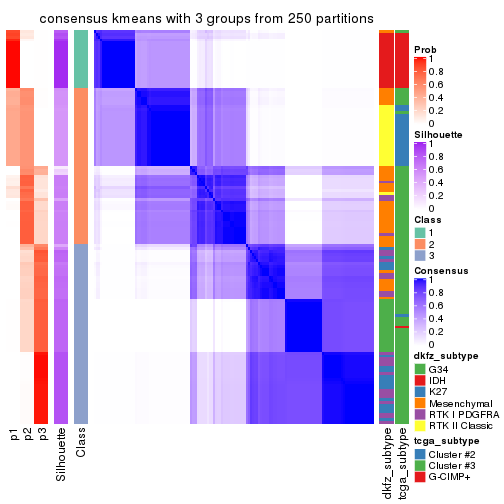 consensus kmeans with 3 groups from 250 partitions
Prob
1
0.8
0.6
0.4
0.2
0
Silhouette
1
0.8
0.6
0.4
0.2
0
Class
1
2
3
Consensus
1
0.8
0.6
0.4
0.2
0
dkfz_subtype
G34
IDH
K27
Mesenchymal
RTK I PDGFRA
RTK II Classic
tcga_subtype
Cluster #2
Cluster #3
G-CIMP+
p1
p2
p3
Silhouette
Class
dkfz_subtype
tcga_subtype